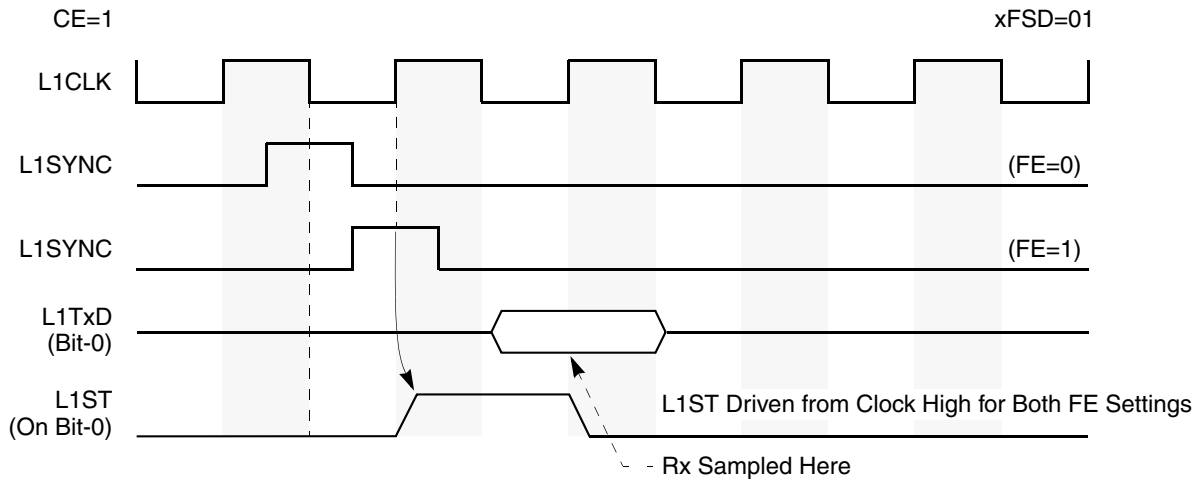 CE=1
xFSD=01
L1CLK
L1SYNC
(FE=0)
L1SYNC
(FE=1)
L1TxD
(Bit-0)
L1ST
(On Bit-0)
L1ST Driven from Clock High for Both FE Settings
Rx Sampled Here